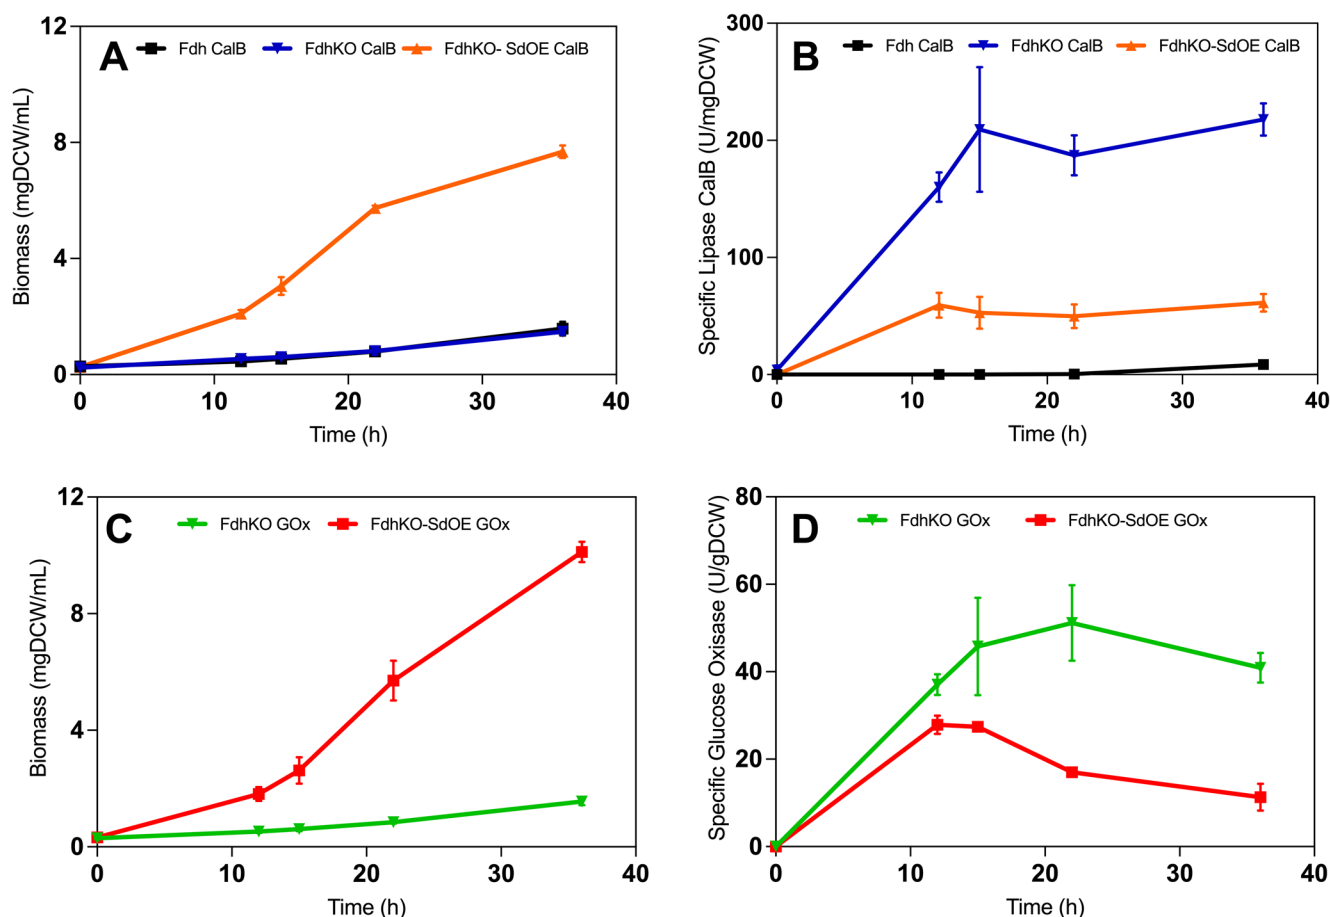 A
Fdh CalB
FdhKO CalB
FdhKO- SdOE CalB
Biomass (mgDCW/mL)
12
8
4
0
0 10 20 30 40
Time (h)
B
Fdh CalB
FdhKO CalB
FdhKO-SdOE CalB
Specific Lipase CalB (U/mgDCW)
300
200
100
0
0 10 20 30 40
Time (h)
C
FdhKO GOx
FdhKO-SdOE GOx
Biomass (mgDCW/mL)
12
8
4
0
0 10 20 30 40
Time (h)
D
FdhKO GOx
FdhKO-SdOE GOx
Specific Glucose Oxisase (U/gDCW)
80
60
40
20
0
0 10 20 30 40
Time (h)